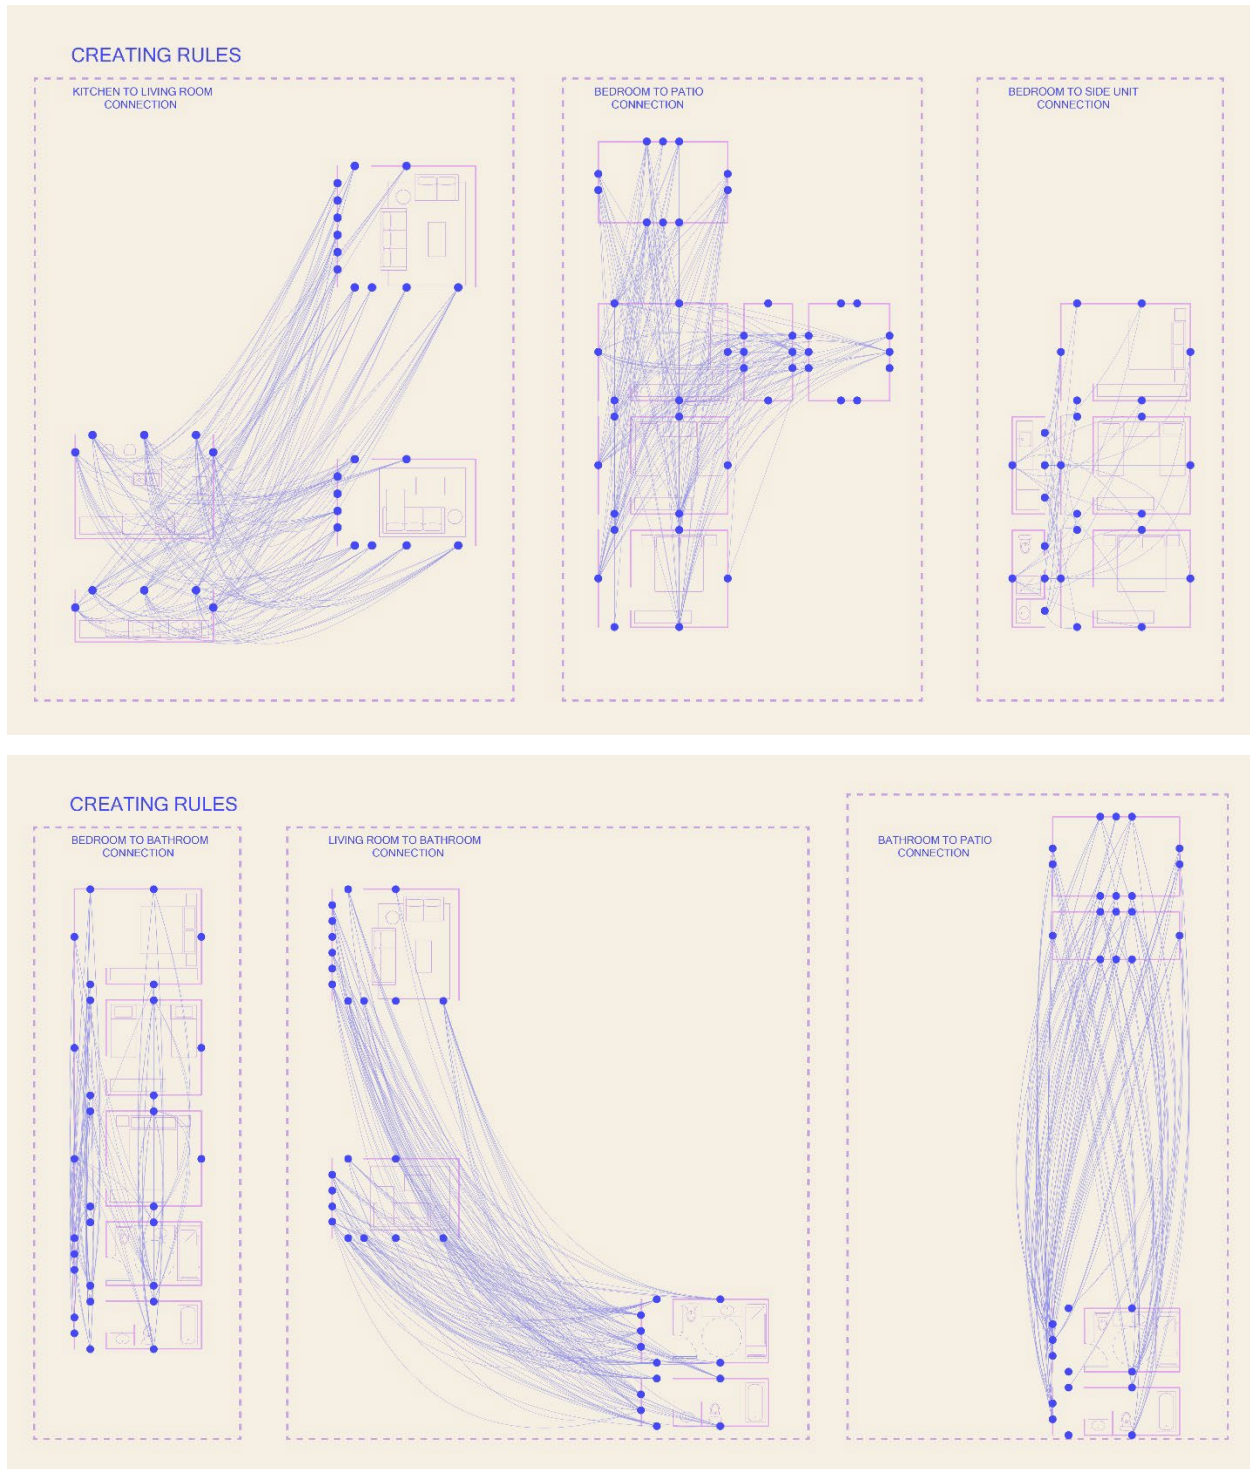 CREATING RULES
KITCHEN TO LIVING ROOM
CONNECTION
BEDROOM TO PATIO
CONNECTION
BEDROOM TO SIDE UNIT
CONNECTION
CREATING RULES
BEDROOM TO BATHROOM
CONNECTION
LIVING ROOM TO BATHROOM
CONNECTION
BATHROOM TO PATIO
CONNECTION